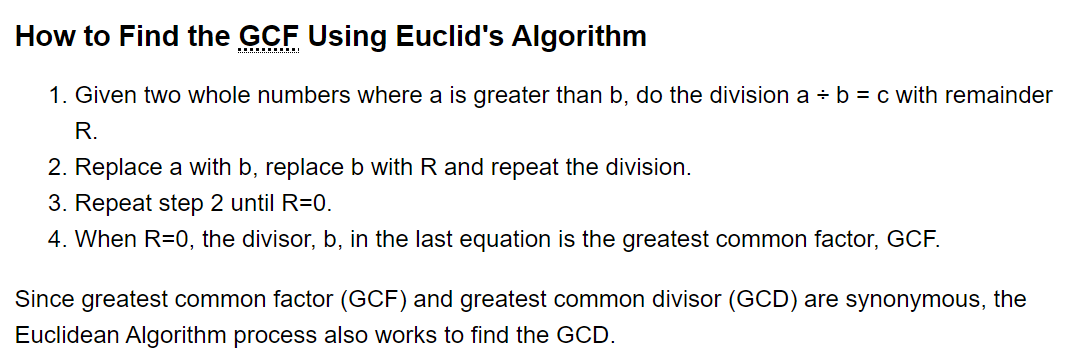 How to Find the GCF Using Euclid's Algorithm
1. Given two whole numbers where a is greater than b, do the division a ÷ b = c with remainder
R.
2. Replace a with b, replace b with R and repeat the division.
3. Repeat step 2 until R=0.
4. When R=0, the divisor, b, in the last equation is the greatest common factor, GCF.
Since greatest common factor (GCF) and greatest common divisor (GCD) are synonymous, the
Euclidean Algorithm process also works to find the GCD.